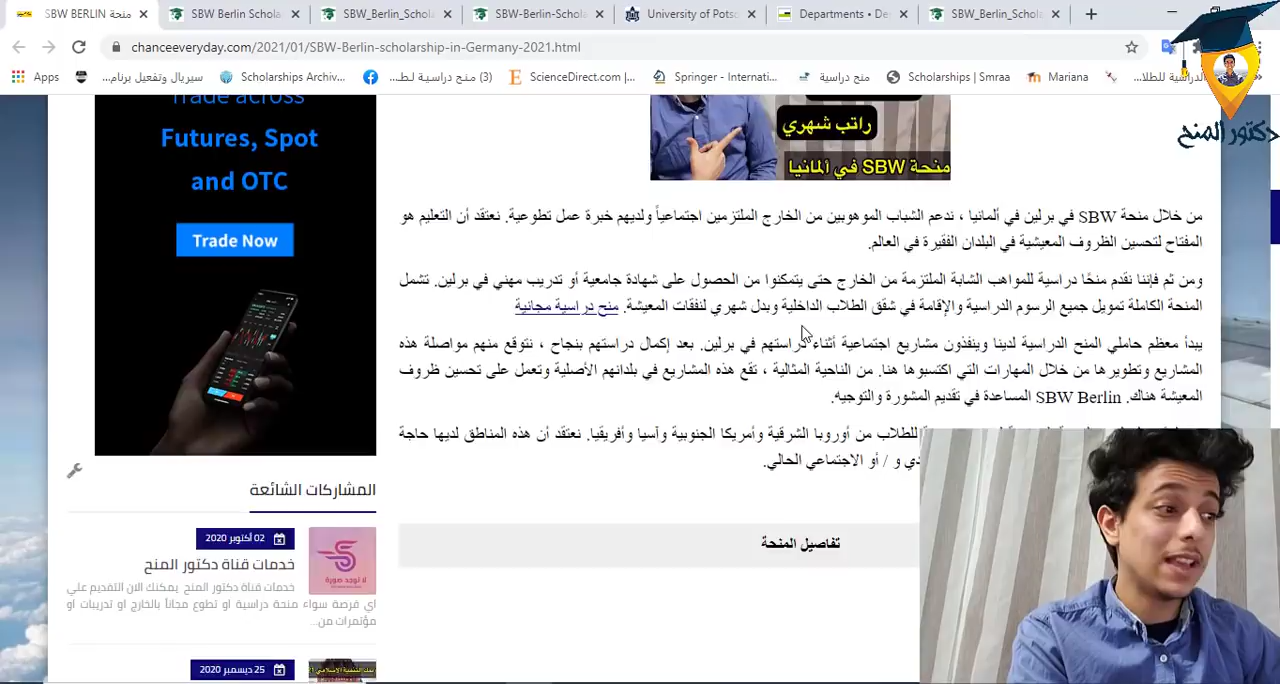 SBW BERLIN منحة
SBW Berlin Schola
SBW_Berlin_Schol
SBW-Berlin-Schola
University of Potsd
Departments
SBW_Berlin_Schola
chanceeveryday.com/2021/01/SBW-Berlin-scholarship-in-Germany-2021.html
Apps
Scholarships Archiv...
سيريال وتفعيل برنام...
(3) منح دراسية لطـ...
ScienceDirect.com |...
Springer - Internati...
منح دراسية
Scholarships | Smraa
Mariana
دكتور المنح
Trade across
Futures, Spot
and OTC
Trade Now
راتب شهري
منحة SBW في ألمانيا
من خلال منحة SBW في برلين في ألمانيا ، ندعم الشباب الموهوبين من الخارج الملتزمين اجتماعياً ولديهم خبرة عمل تطوعية. نعتقد أن التعليم هو
المفتاح لتحسين الظروف المعيشية في البلدان الفقيرة في العالم.
ومن ثم فإننا نقدم منحًا دراسية للمواهب الشابة الملتزمة من الخارج حتى يتمكنوا من الحصول على شهادة جامعية أو تدريب مهني في برلين. تشمل
المنحة الكاملة تمويل جميع الرسوم الدراسية والإقامة في شقق الطلاب الداخلية وبدل شهري لنفقات المعيشة. منح دراسية مجانية
يبدأ معظم حاملي المنح الدراسية لدينا وينفذون مشاريع اجتماعية أثناء دراستهم في برلين. بعد إكمال دراستهم بنجاح ، نتوقع منهم مواصلة هذه
المشاريع وتطويرها من خلال المهارات التي اكتسبوها هنا. من الناحية المثالية ، تقع هذه المشاريع في بلدانهم الأصلية وتعمل على تحسين ظروف
المعيشة هناك. SBW Berlin المساعدة في تقديم المشورة والتوجيه.
للطلاب من أوروبا الشرقية وأمريكا الجنوبية وآسيا وأفريقيا. نعتقد أن هذه المناطق لديها حاجة
و / أو الاجتماعي الحالي.
تفاصيل المنحة
المشاركات الشائعة
02 أكتوبر 2020
خدمات قناة دكتور المنح
خدمات قناة دكتور المنح يمكنك الان التقديم علي
اي فرصة سواء منحة دراسية او تطوع مجاناً بالخارج او تدريبات او
مؤتمرات من...
لا توجد صورة
25 ديسمبر 2020